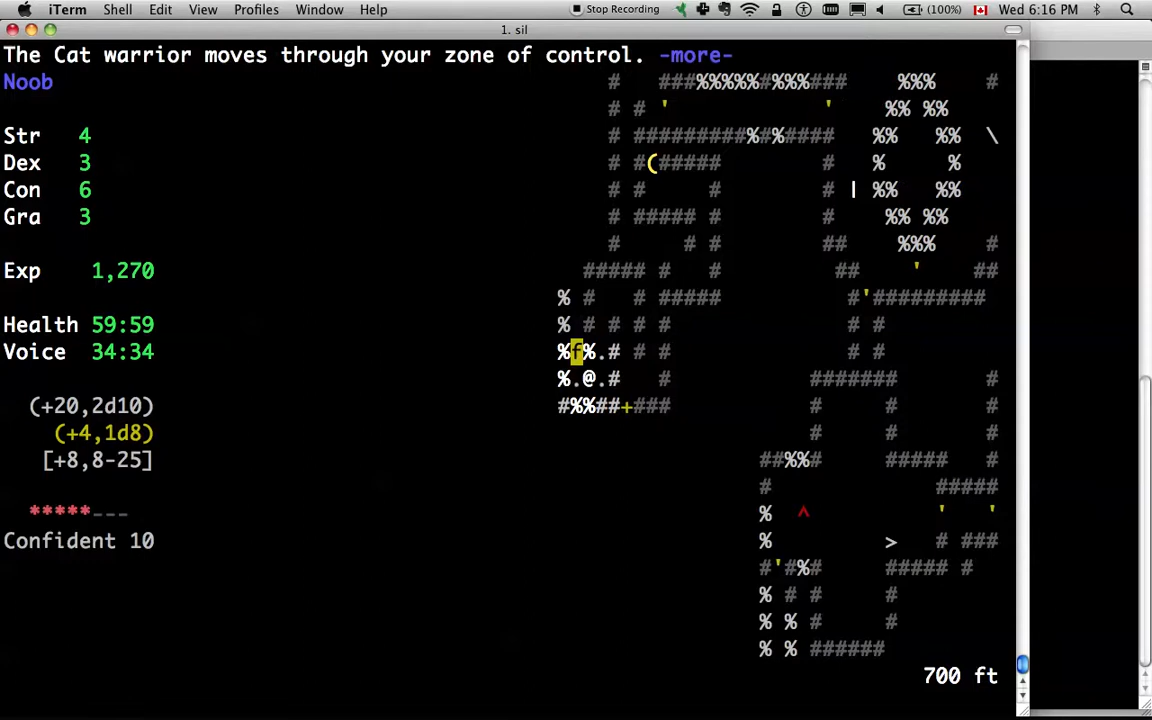 iTerm Shell Edit View Profiles Window Help Stop Recording (100%) Wed 6:16 PM
1. sil
The Cat warrior moves through your zone of control. -more-
Noob # ###%%%%%#%%%### %%% #
# # ' ' %% %%
Str 4 # #########%#%#### %% %% \
Dex 3 # #(##### # % %
Con 6 # # # # | %% %%
Gra 3 # ##### # # %% %%
# # # ## %%% #
Exp 1,270 ##### # # ## ' ##
% # # ##### #'#########
Health 59:59 % # # # # # #
Voice 34:34 %f%.# # # # #
%.@.# # ####### #
(+20,2d10) #%%##+### # # #
(+4,1d8) # # #
[+8,8-25] ##%%# ##### #
# #####
*****--- % ^ ' '
Confident 10 % > # ###
#'#%# ##### #
% # # #
% % # #
% % ######
700 ft